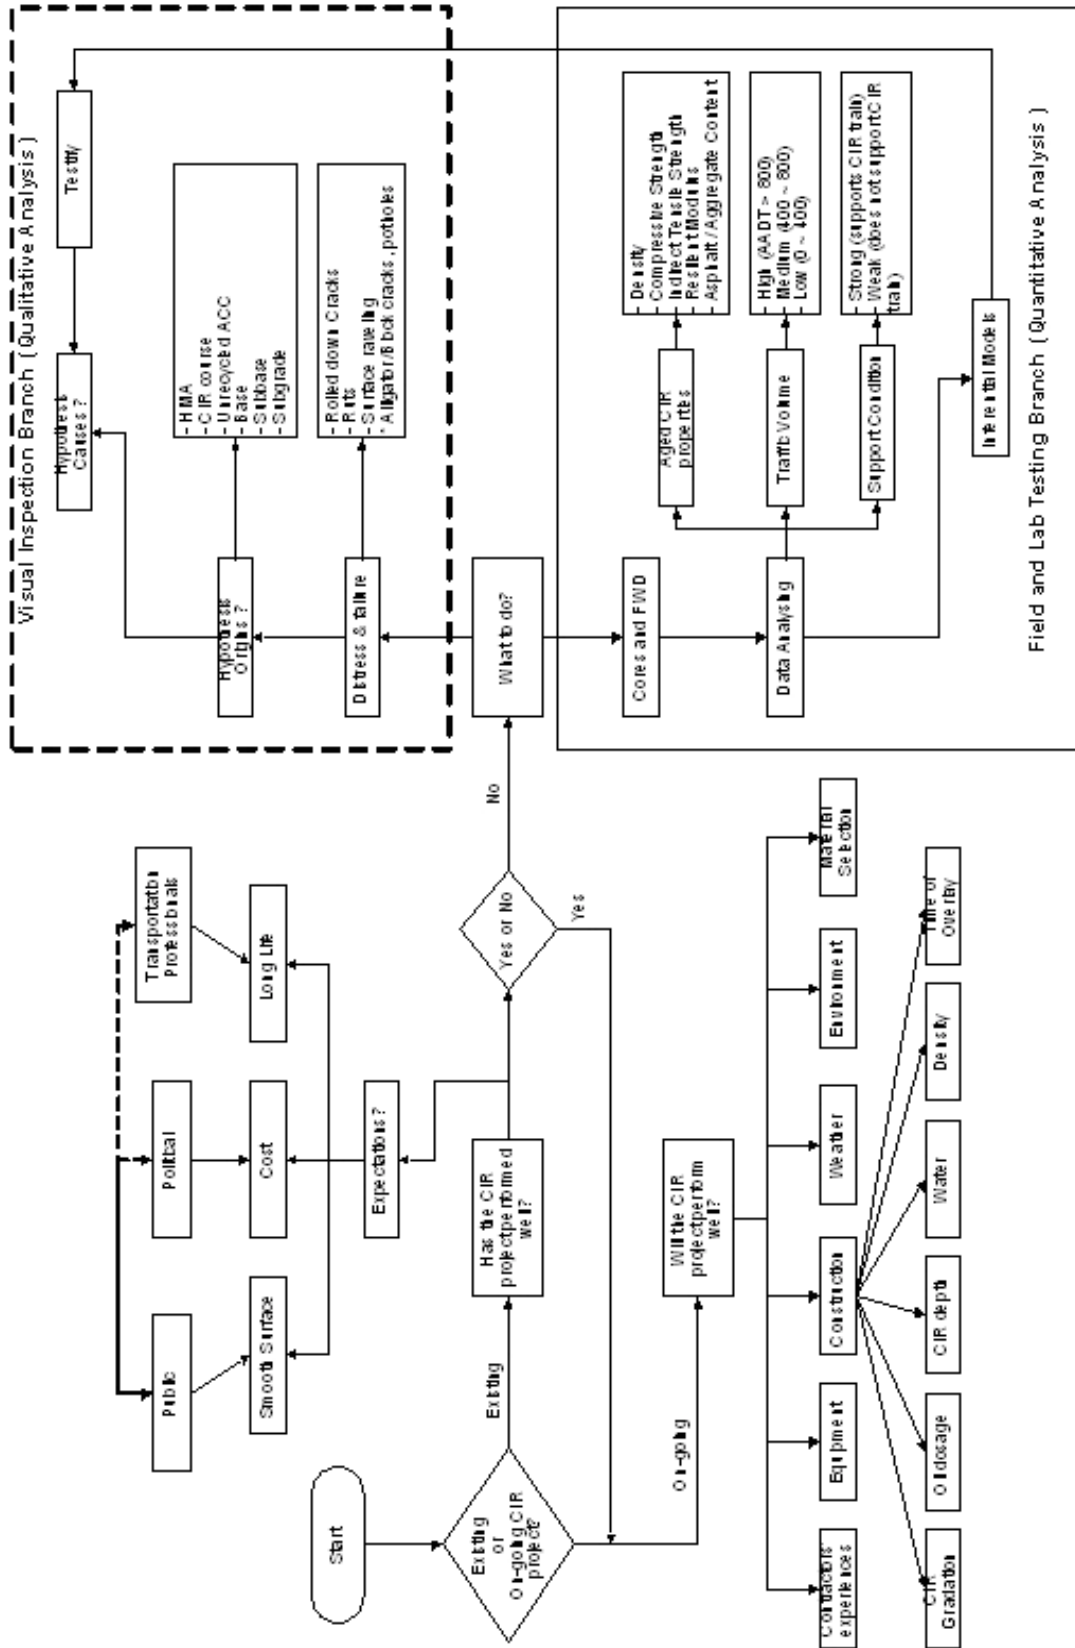 Start
Existing
or
On-going CIR
project?
Existing
On-going
Public
Political
Transportation
Professionals
Smooth Surface
Cost
Long Life
Expectations?
Has the CIR
project performed
well?
Yes or No
No
Yes
Will the CIR
project perform
well?
Contractors'
experiences
Equipment
Construction
Weather
Environment
Material
Selection
CIR
Gradation
Oil dosage
CIR depth
Water
Density
Time of
Overlay
What to do?
Visual Inspection Branch (Qualitative Analysis)
Distress & failure
- Rolled down Cracks
- Ruts
- Surface raveling
- Alligator/Block cracks, potholes
Hypothesis
Origins?
- HMA
- CIR course
- Unrecycled ACC
- Base
- Subbase
- Subgrade
Hypothesis
Causes?
Testify
Cores and FWD
Data Analysing
Aged CIR
properties
- Density
- Compressive Strength
- Indirect Tensile Strength
- Resilient Modulus
- Asphalt/Aggregate Content
Traffic Volume
- High (AADT > 800)
- Medium (400 ~ 800)
- Low (0 ~ 400)
Support Condition
- Strong (supports CIR train)
- Weak (does not support CIR
train)
Inferential Models
Field and Lab Testing Branch (Quantitative Analysis)